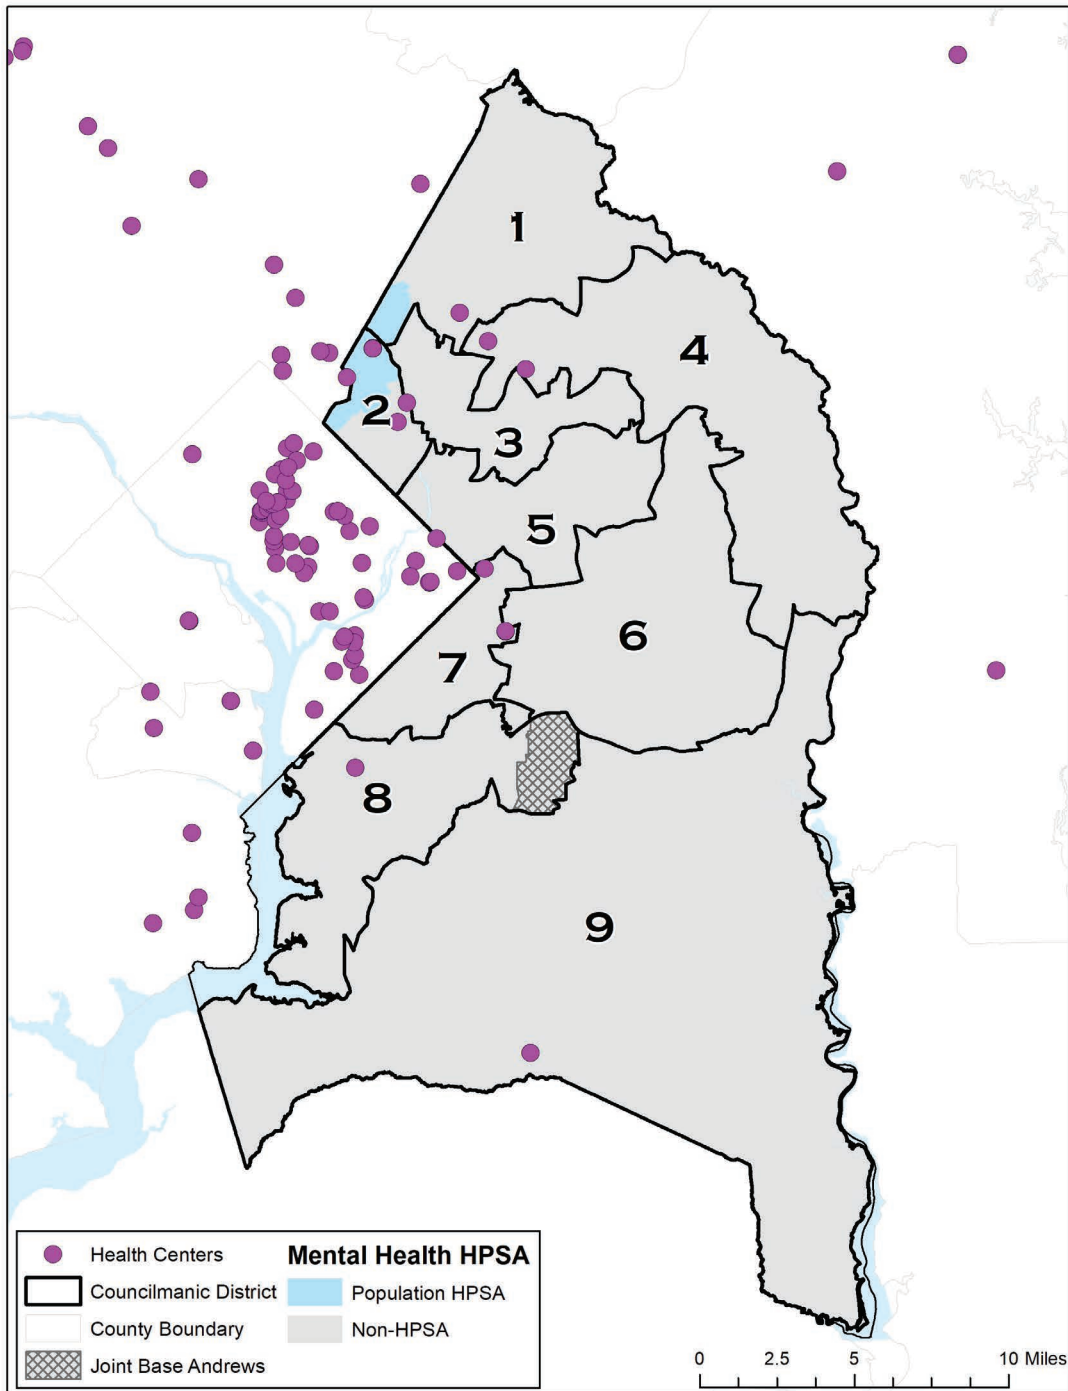 1
4
2
3
5
6
7
8
9
Health Centers
Councilmanic District
County Boundary
Joint Base Andrews
Mental Health HPSA
Population HPSA
Non-HPSA
0 2.5 5 10 Miles